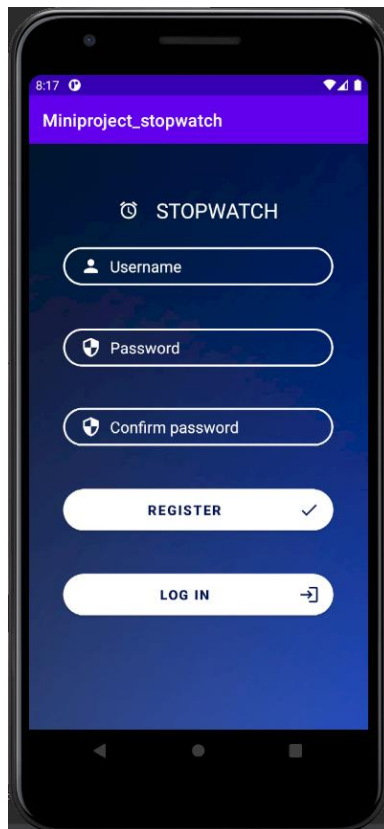 8:17
Miniproject_stopwatch
STOPWATCH
Username
Password
Confirm password
REGISTER
LOG IN